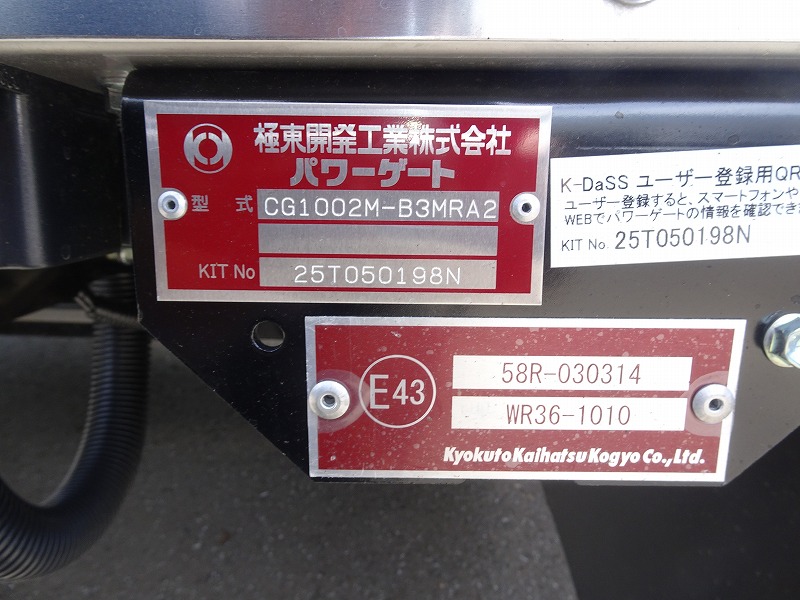 極東開発工業株式会社
パワーゲート
型式 CG1002M-B3MRA2
KIT No 25T050198N
K-DaSS ユーザー登録用QR
ユーザー登録すると、スマートフォンや
WEBでパワーゲートの情報を確認でき
KIT No. 25T050198N
E43
58R-030314
WR36-1010
Kyokuto Kaihatsu Kogyo Co., Ltd.